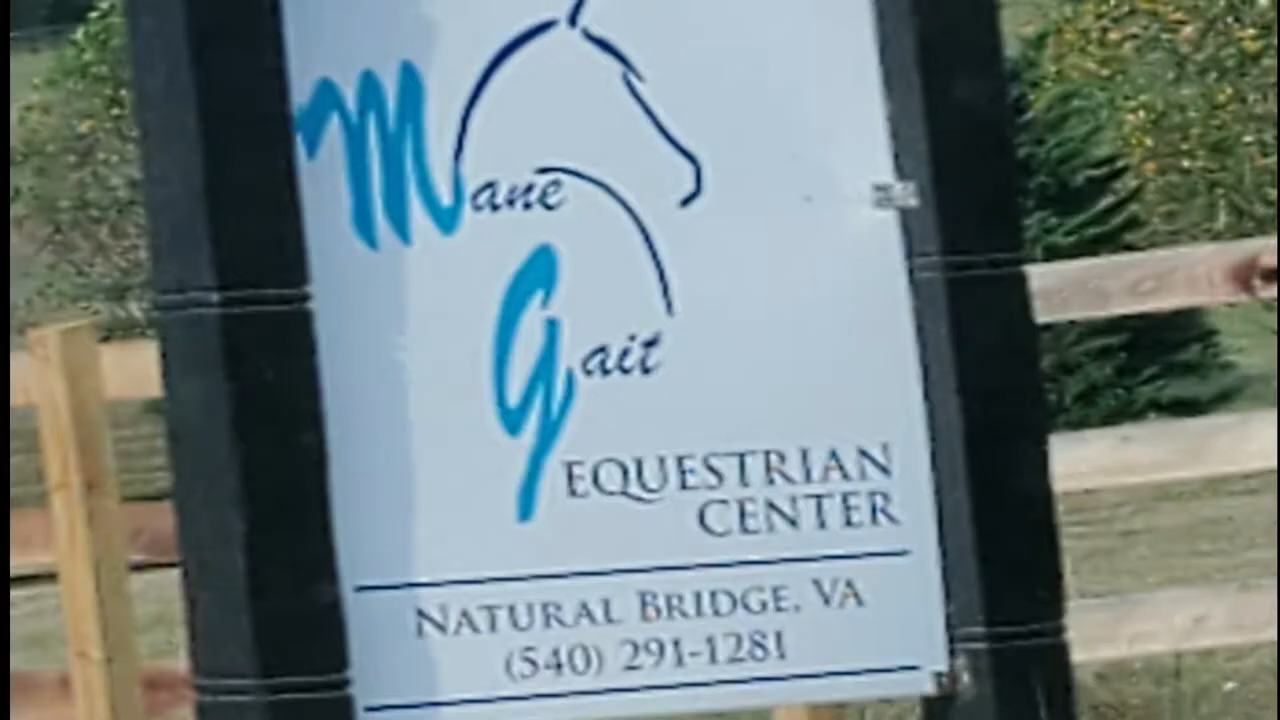 Mane
Gait
EQUESTRIAN
CENTER
NATURAL BRIDGE, VA
(540) 291-1281